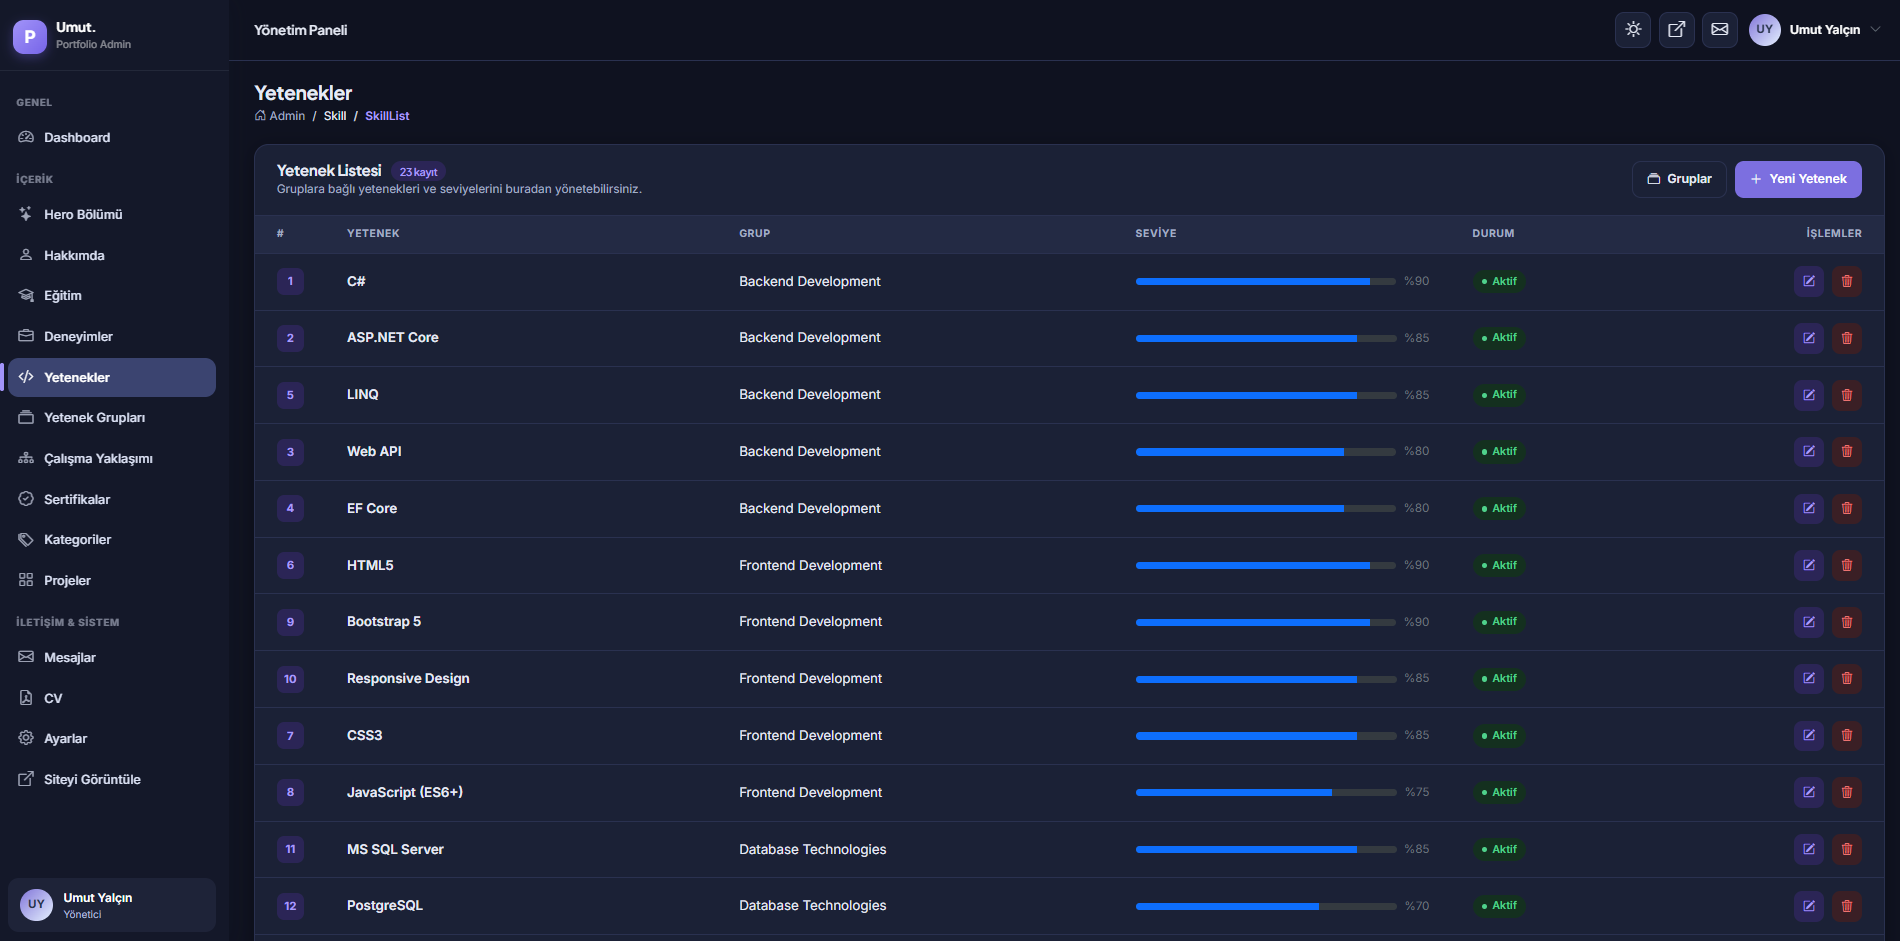 P
Umut.
Portfolio Admin
GENEL
Dashboard
İÇERİK
Hero Bölümü
Hakkımda
Eğitim
Deneyimler
Yetenekler
Yetenek Grupları
Çalışma Yaklaşımı
Sertifikalar
Kategoriler
Projeler
İLETİŞİM & SİSTEM
Mesajlar
CV
Ayarlar
Siteyi Görüntüle
UY
Umut Yalçın
Yönetici
Yönetim Paneli
UY Umut Yalçın
Yetenekler
Admin / Skill / SkillList
Yetenek Listesi 23 kayıt
Gruplara bağlı yetenekleri ve seviyelerini buradan yönetebilirsiniz.
Gruplar
+ Yeni Yetenek
# YETENEK GRUP SEVİYE DURUM İŞLEMLER
1 C# Backend Development %90 Aktif
2 ASP.NET Core Backend Development %85 Aktif
5 LINQ Backend Development %85 Aktif
3 Web API Backend Development %80 Aktif
4 EF Core Backend Development %80 Aktif
6 HTML5 Frontend Development %90 Aktif
9 Bootstrap 5 Frontend Development %90 Aktif
10 Responsive Design Frontend Development %85 Aktif
7 CSS3 Frontend Development %85 Aktif
8 JavaScript (ES6+) Frontend Development %75 Aktif
11 MS SQL Server Database Technologies %85 Aktif
12 PostgreSQL Database Technologies %70 Aktif